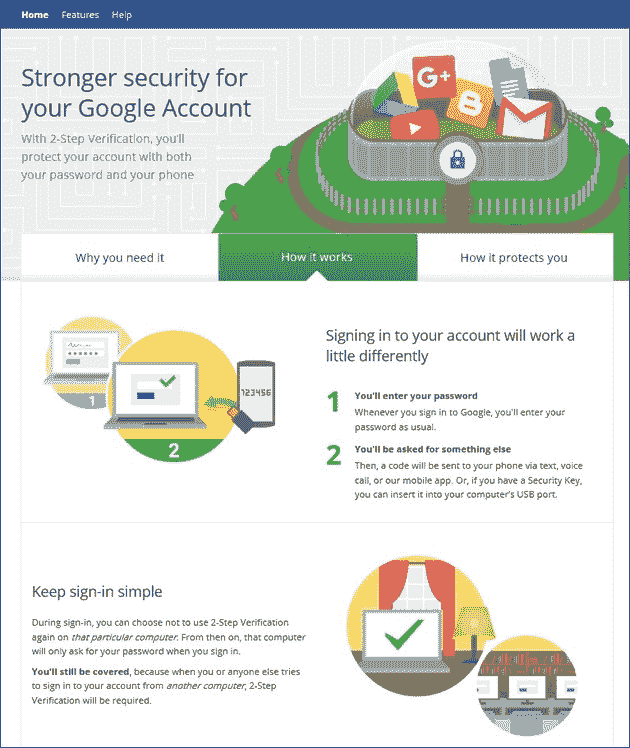 Home Features Help
Stronger security for
your Google Account
With 2-Step Verification, you'll
protect your account with both
your password and your phone
G+
Why you need it
How it works
How it protects you
1
2
123456
Signing in to your account will work a
little differently
1
You'll enter your password
Whenever you sign in to Google, you'll enter your
password as usual.
2
You'll be asked for something else
Then, a code will be sent to your phone via text, voice
call, or our mobile app. Or, if you have a Security Key,
you can insert it into your computer's USB port.
Keep sign-in simple
During sign-in, you can choose not to use 2-Step Verification
again on that particular computer. From then on, that computer
will only ask for your password when you sign in.
You'll still be covered, because when you or anyone else tries
to sign in to your account from another computer, 2-Step
Verification will be required.